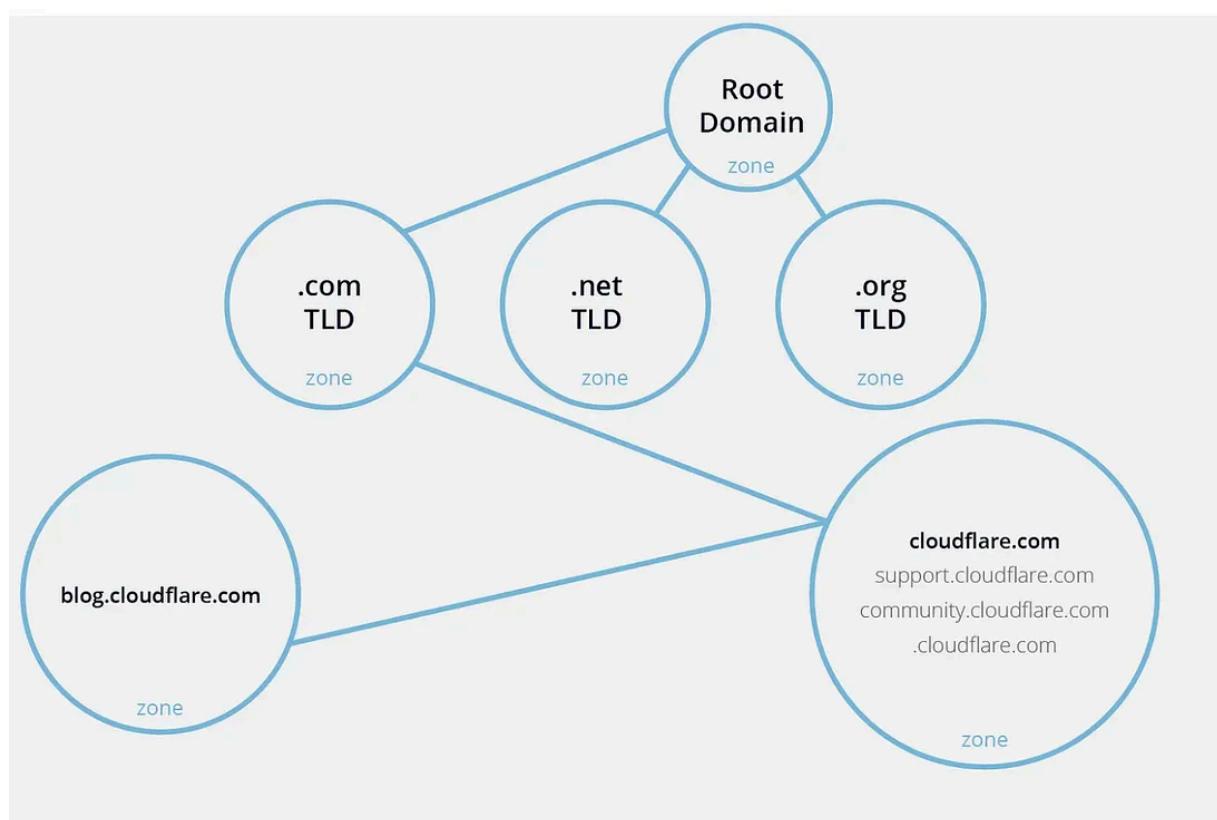 Root
Domain
zone
.com
TLD
zone
.net
TLD
zone
.org
TLD
zone
blog.cloudflare.com
zone
cloudflare.com
support.cloudflare.com
community.cloudflare.com
.cloudflare.com
zone